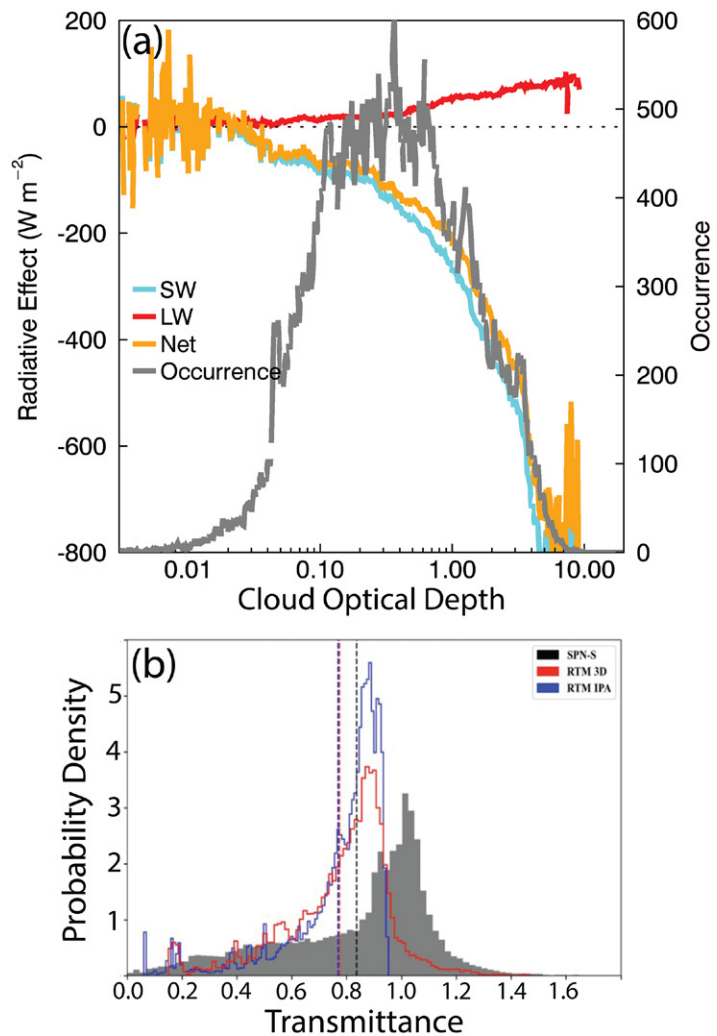 (a)
200
0
-200
-400
-600
-800
Radiative Effect (W m⁻²)
SW
LW
Net
Occurrence
600
500
400
300
200
100
0
Occurrence
0.01 0.10 1.00 10.00
Cloud Optical Depth
(b)
SPN-S
RTM 3D
RTM IPA
5
4
3
2
1
Probability Density
0.0 0.2 0.4 0.6 0.8 1.0 1.2 1.4 1.6
Transmittance